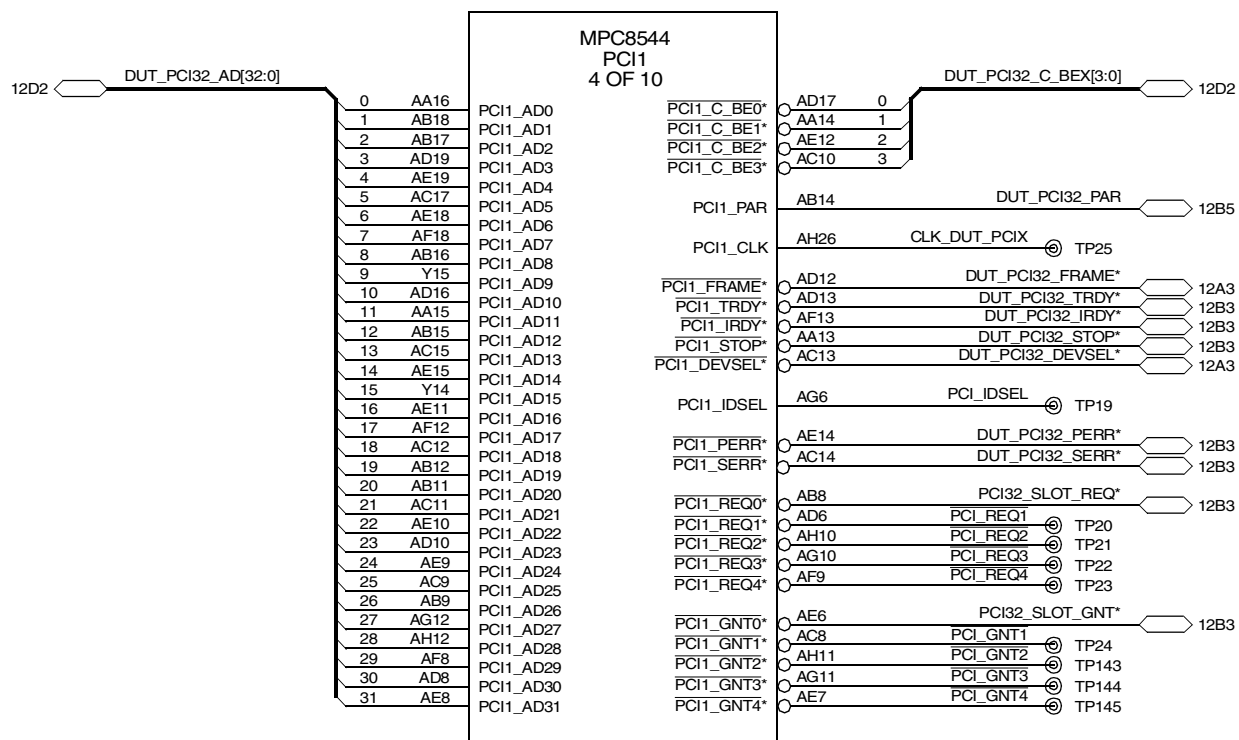 MPC8544
PCI1
4 OF 10
12D2 DUT_PCI32_AD[32:0]
0 AA16 PCI1_AD0
1 AB18 PCI1_AD1
2 AB17 PCI1_AD2
3 AD19 PCI1_AD3
4 AE19 PCI1_AD4
5 AC17 PCI1_AD5
6 AE18 PCI1_AD6
7 AF18 PCI1_AD7
8 AB16 PCI1_AD8
9 Y15 PCI1_AD9
10 AD16 PCI1_AD10
11 AA15 PCI1_AD11
12 AB15 PCI1_AD12
13 AC15 PCI1_AD13
14 AE15 PCI1_AD14
15 Y14 PCI1_AD15
16 AE11 PCI1_AD16
17 AF12 PCI1_AD17
18 AC12 PCI1_AD18
19 AB12 PCI1_AD19
20 AB11 PCI1_AD20
21 AC11 PCI1_AD21
22 AE10 PCI1_AD22
23 AD10 PCI1_AD23
24 AE9 PCI1_AD24
25 AC9 PCI1_AD25
26 AB9 PCI1_AD26
27 AG12 PCI1_AD27
28 AH12 PCI1_AD28
29 AF8 PCI1_AD29
30 AD8 PCI1_AD30
31 AE8 PCI1_AD31
DUT_PCI32_C_BEX[3:0] 12D2
PCI1_C_BE0* AD17 0
PCI1_C_BE1* AA14 1
PCI1_C_BE2* AE12 2
PCI1_C_BE3* AC10 3
PCI1_PAR AB14 DUT_PCI32_PAR 12B5
PCI1_CLK AH26 CLK_DUT_PCIX TP25
PCI1_FRAME* AD12 DUT_PCI32_FRAME* 12A3
PCI1_TRDY* AD13 DUT_PCI32_TRDY* 12B3
PCI1_IRDY* AF13 DUT_PCI32_IRDY* 12B3
PCI1_STOP* AA13 DUT_PCI32_STOP* 12B3
PCI1_DEVSEL* AC13 DUT_PCI32_DEVSEL* 12A3
PCI1_IDSEL AG6 PCI_IDSEL TP19
PCI1_PERR* AE14 DUT_PCI32_PERR* 12B3
PCI1_SERR* AC14 DUT_PCI32_SERR* 12B3
PCI1_REQ0* AB8 PCI32_SLOT_REQ* 12B3
PCI1_REQ1* AD6 PCI_REQ1 TP20
PCI1_REQ2* AH10 PCI_REQ2 TP21
PCI1_REQ3* AG10 PCI_REQ3 TP22
PCI1_REQ4* AF9 PCI_REQ4 TP23
PCI1_GNT0* AE6 PCI32_SLOT_GNT* 12B3
PCI1_GNT1* AC8 PCI_GNT1 TP24
PCI1_GNT2* AH11 PCI_GNT2 TP143
PCI1_GNT3* AG11 PCI_GNT3 TP144
PCI1_GNT4* AE7 PCI_GNT4 TP145